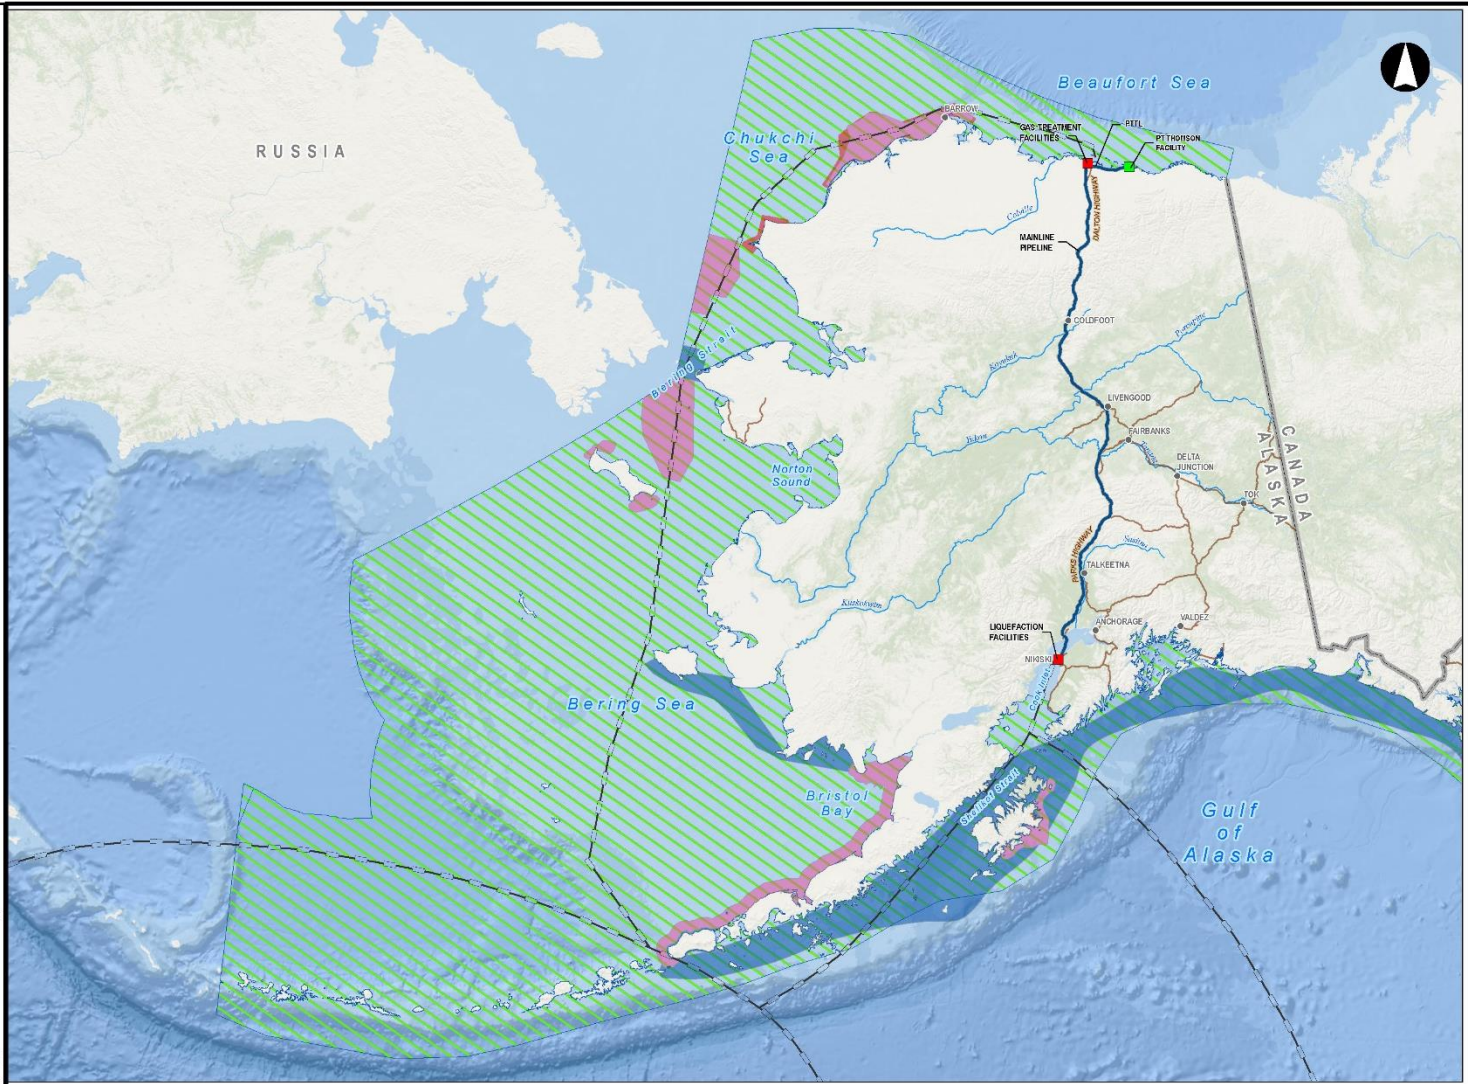 Beaufort Sea
Chukchi
Sea
BARROW
GAS TREATMENT
FACILITIES
PTTL
PT THOMSON
FACILITY
RUSSIA
Colville
DALTON HIGHWAY
MAINLINE
PIPELINE
COLDFOOT
Porcupine
Bering Strait
Koyukuk
LIVENGOOD
Yukon
FAIRBANKS
Tanana
DELTA
JUNCTION
TOK
CANADA
ALASKA
Norton
Sound
Susitna
PARKS HIGHWAY
TALKEETNA
Kuskokwim
LIQUEFACTION
FACILITIES
ANCHORAGE
VALDEZ
NIKISKI
Cook Inlet
Bering Sea
Bristol
Bay
Shelikof Strait
Gulf
of
Alaska